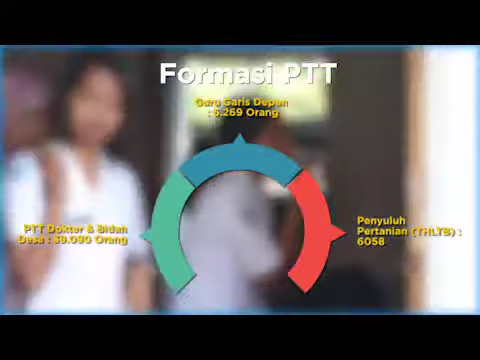 Formasi PTT
Guru Garis Depan
: 6.269 Orang
PTT Dokter & Bidan
Desa : 39.090 Orang
Penyuluh
Pertanian (THLTB) :
6058